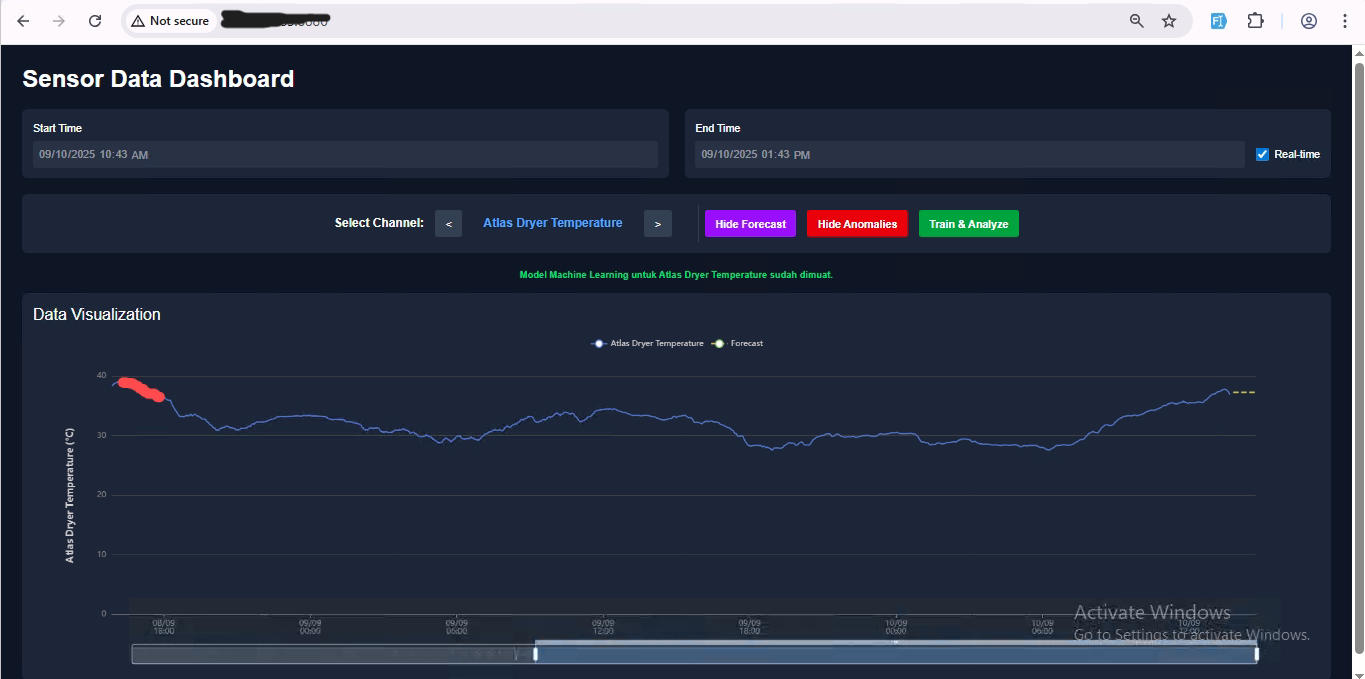 Not secure
Sensor Data Dashboard
Start Time
09/10/2025 10:43 AM
End Time
09/10/2025 01:43 PM
Real-time
Select Channel:
<
Atlas Dryer Temperature
>
Hide Forecast
Hide Anomalies
Train & Analyze
Model Machine Learning untuk Atlas Dryer Temperature sudah dimuat.
Data Visualization
Atlas Dryer Temperature
Forecast
Atlas Dryer Temperature (°C)
40
30
20
10
0
08/09
18:00
09/09
00:00
09/09
06:00
09/09
12:00
09/09
18:00
10/09
00:00
10/09
06:00
10/09
12:00
Activate Windows
Go to Settings to activate Windows.